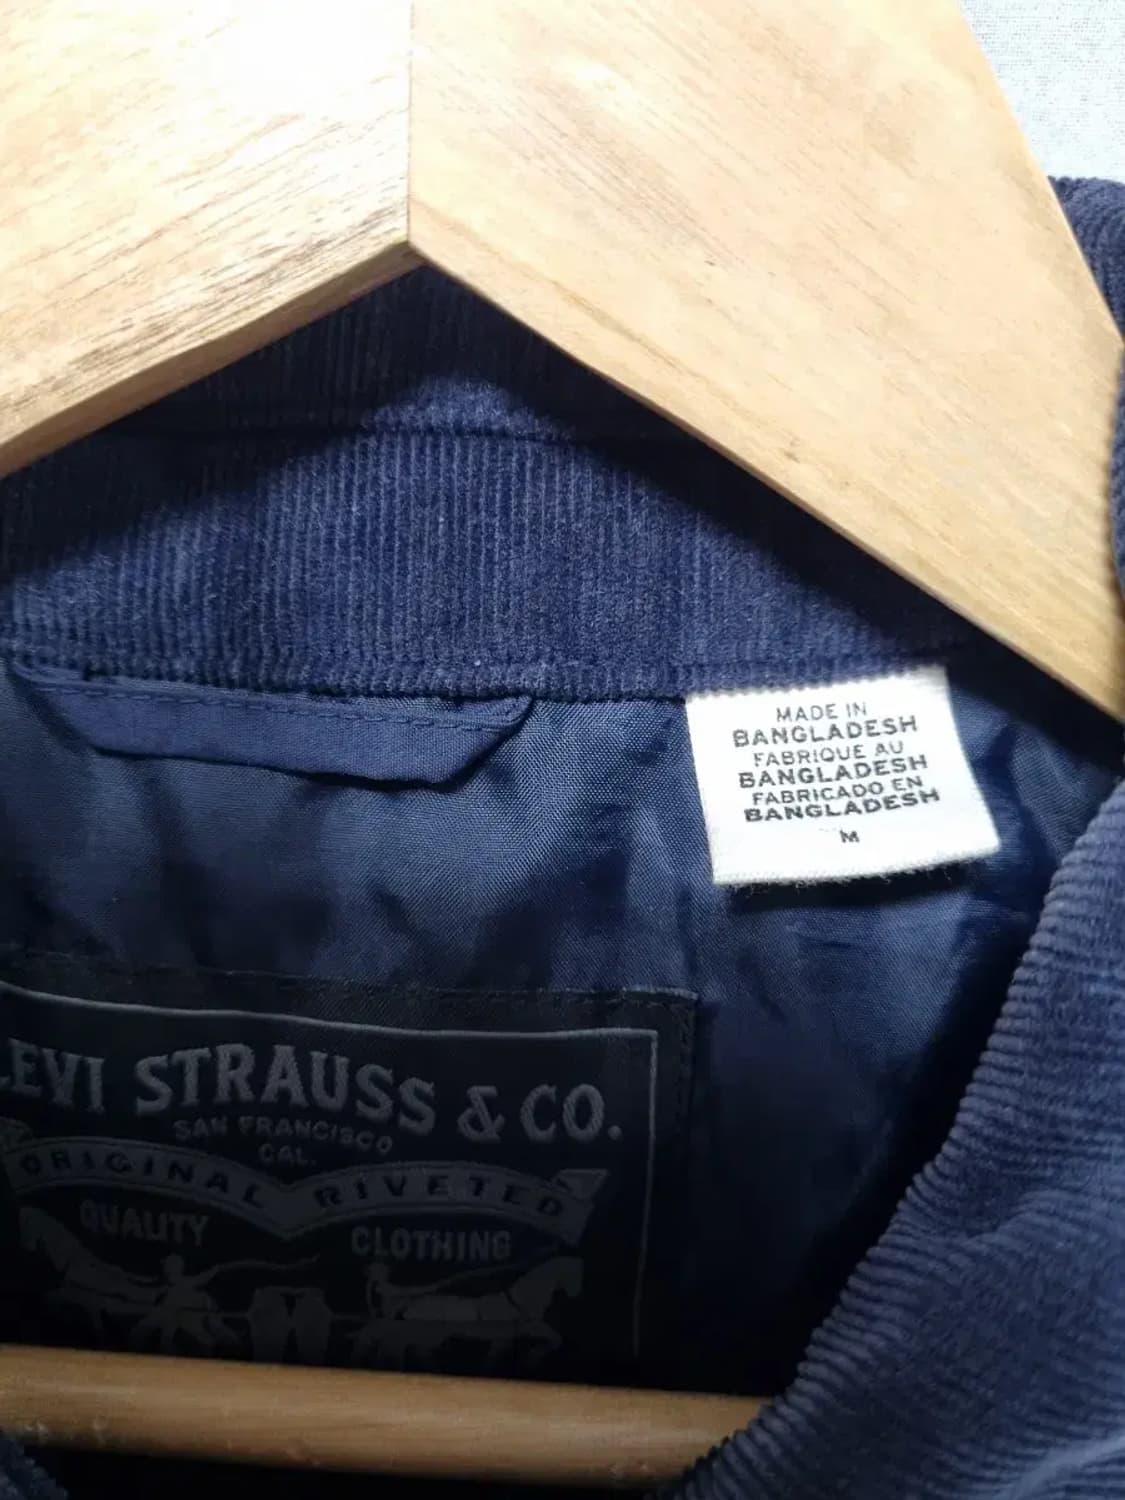 MADE IN
BANGLADESH
FABRIQUE AU
BANGLADESH
FABRICADO EN
BANGLADESH
M
LEVI STRAUSS & CO.
SAN FRANCISCO
CAL.
ORIGINAL RIVETED
QUALITY CLOTHING